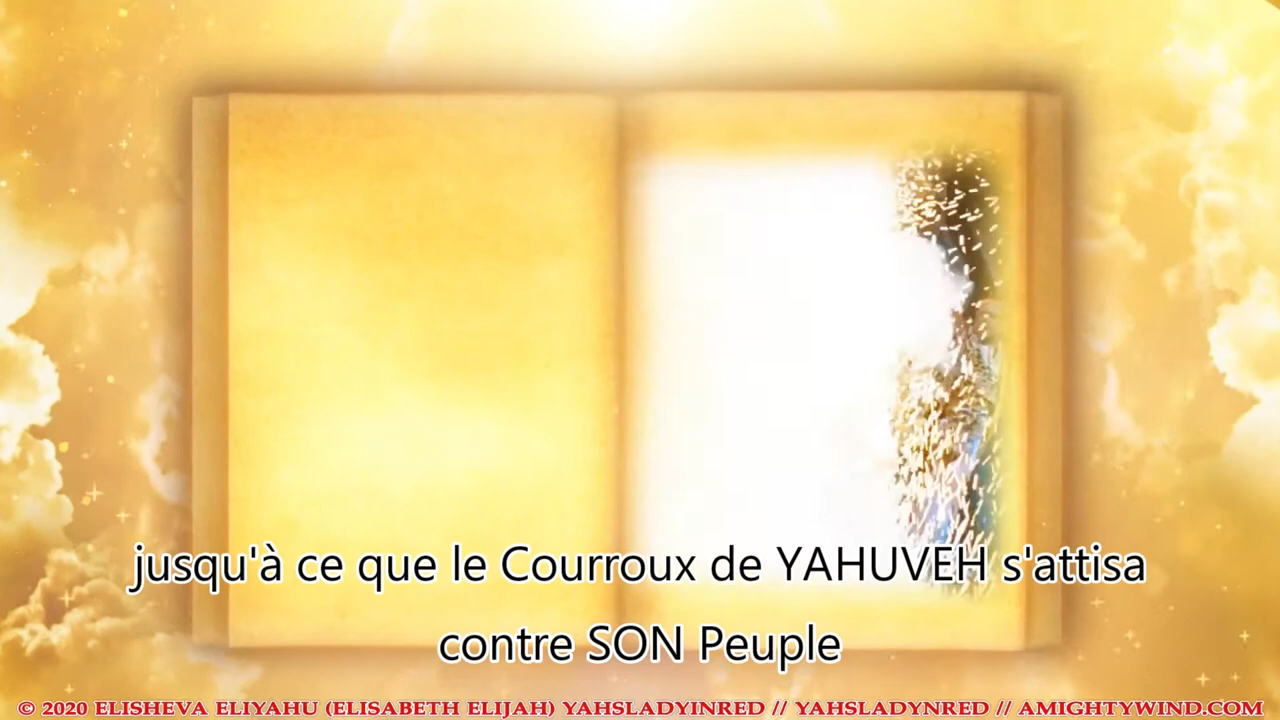 jusqu'à ce que le Courroux de YAHUVEH s'attisa
contre SON Peuple
© 2020 ELISHEVA ELIYAHU (ELISABETH ELIJAH) YAHSLADYINRED // YAHSLADYNRED // AMIGHTYWIND.COM